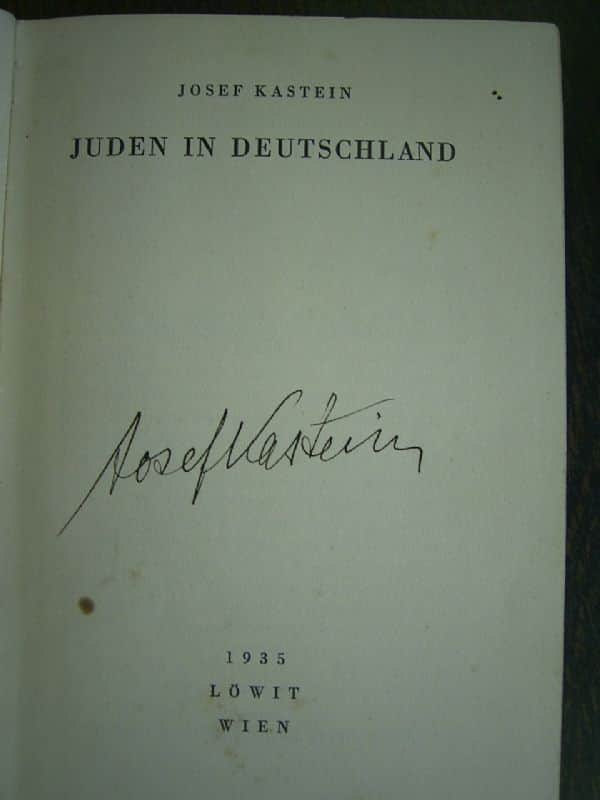 JOSEF KASTEIN
JUDEN IN DEUTSCHLAND
Josef Kastein
1935
LÖWIT
WIEN